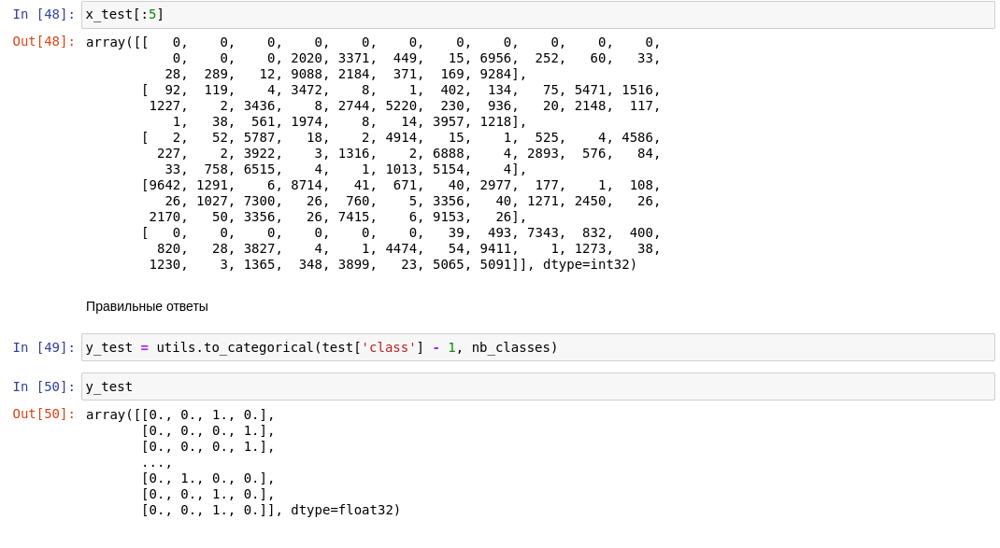 In [48]: x_test[:5]
Out[48]: array([[   0,    0,    0,    0,    0,    0,    0,    0,    0,    0,    0,
           0,    0,    0, 2020, 3371,  449,   15, 6956,  252,   60,   33,
          28,  289,   12, 9088, 2184,  371,  169, 9284],
       [  92,  119,    4, 3472,    8,    1,  402,  134,   75, 5471, 1516,
        1227,    2, 3436,    8, 2744, 5220,  230,  936,   20, 2148,  117,
           1,   38,  561, 1974,    8,   14, 3957, 1218],
       [   2,   52, 5787,   18,    2, 4914,   15,    1,  525,    4, 4586,
         227,    2, 3922,    3, 1316,    2, 6888,    4, 2893,  576,   84,
          33,  758, 6515,    4,    1, 1013, 5154,    4],
       [9642, 1291,    6, 8714,   41,  671,   40, 2977,  177,    1,  108,
          26, 1027, 7300,   26,  760,    5, 3356,   40, 1271, 2450,   26,
        2170,   50, 3356,   26, 7415,    6, 9153,   26],
       [   0,    0,    0,    0,    0,    0,   39,  493, 7343,  832,  400,
         820,   28, 3827,    4,    1, 4474,   54, 9411,    1, 1273,   38,
        1230,    3, 1365,  348, 3899,   23, 5065, 5091]], dtype=int32)
Правильные ответы
In [49]: y_test = utils.to_categorical(test['class'] - 1, nb_classes)
In [50]: y_test
Out[50]: array([[0., 0., 1., 0.],
       [0., 0., 0., 1.],
       [0., 0., 0., 1.],
       ...,
       [0., 1., 0., 0.],
       [0., 0., 1., 0.],
       [0., 0., 1., 0.]], dtype=float32)